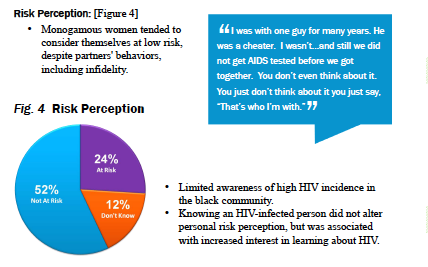 Risk Perception: [Figure 4]
• Monogamous women tended to
consider themselves at low risk,
despite partners' behaviors,
including infidelity.
“I was with one guy for many years. He
was a cheater. I wasn't...and still we did
not get AIDS tested before we got
together. You don't even think about it.
You just don't think about it you just say,
“That's who I'm with.””
Fig. 4 Risk Perception
24%
At Risk
52%
Not At Risk
12%
Don't Know
• Limited awareness of high HIV incidence in
the black community.
• Knowing an HIV-infected person did not alter
personal risk perception, but was associated
with increased interest in learning about HIV.